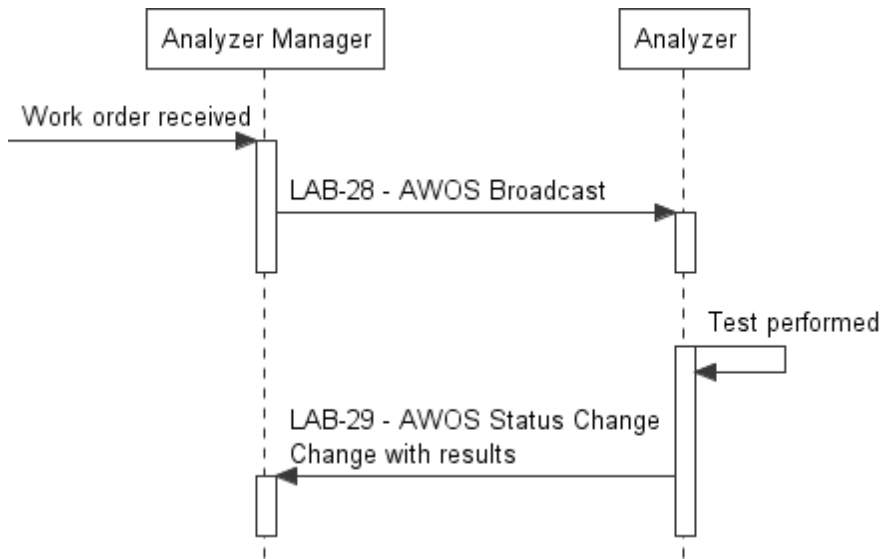 Analyzer Manager
Analyzer
Work order received
LAB-28 - AWOS Broadcast
Test performed
LAB-29 - AWOS Status Change
Change with results